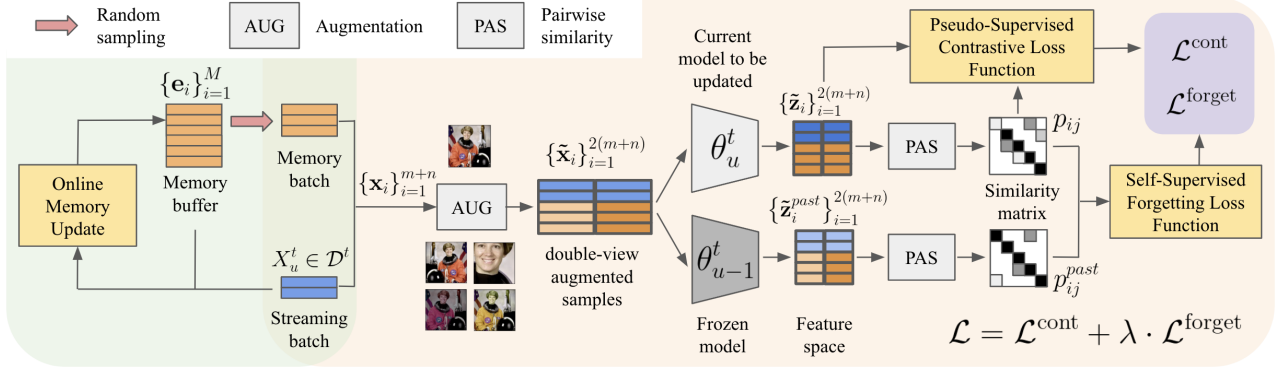 Random
sampling
AUG
Augmentation
PAS
Pairwise
similarity
{e_i}_{i=1}^{M}
Memory
buffer
Online
Memory
Update
Memory
batch
X_u^t ∈ D^t
Streaming
batch
{x_i}_{i=1}^{m+n}
AUG
{x̃_i}_{i=1}^{2(m+n)}
double-view
augmented
samples
Current
model to be
updated
θ_u^t
θ_{u-1}^t
Frozen
model
{z̃_i}_{i=1}^{2(m+n)}
{z̃_i^{past}}_{i=1}^{2(m+n)}
Feature
space
PAS
PAS
p_{ij}
Similarity
matrix
p_{ij}^{past}
Pseudo-Supervised
Contrastive Loss
Function
Self-Supervised
Forgetting Loss
Function
ℒ^{cont}
ℒ^{forget}
ℒ = ℒ^{cont} + λ · ℒ^{forget}